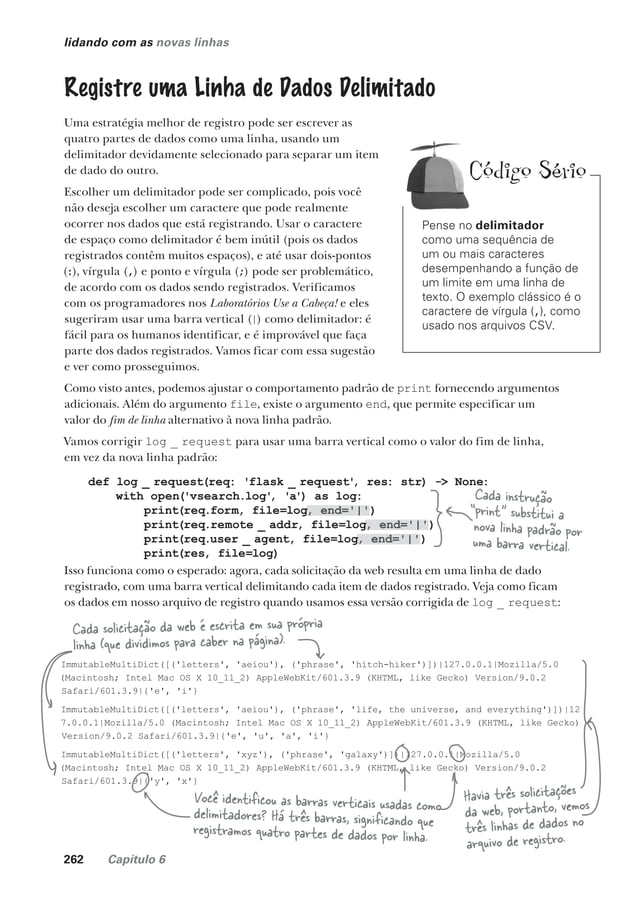 lidando com as novas linhas
Registre uma Linha de Dados Delimitado
Uma estratégia melhor de registro pode ser escrever as
quatro partes de dados como uma linha, usando um
delimitador devidamente selecionado para separar um item
de dado do outro.
Escolher um delimitador pode ser complicado, pois você
não deseja escolher um caractere que pode realmente
ocorrer nos dados que está registrando. Usar o caractere
de espaço como delimitador é bem inútil (pois os dados
registrados contêm muitos espaços), e até usar dois-pontos
(:), vírgula (,) e ponto e vírgula (;) pode ser problemático,
de acordo com os dados sendo registrados. Verificamos
com os programadores nos Laboratórios Use a Cabeça! e eles
sugeriram usar uma barra vertical (|) como delimitador: é
fácil para os humanos identificar, e é improvável que faça
parte dos dados registrados. Vamos ficar com essa sugestão
e ver como prosseguimos.
Código Sério
Pense no delimitador
como uma sequência de
um ou mais caracteres
desempenhando a função de
um limite em uma linha de
texto. O exemplo clássico é o
caractere de vírgula (,), como
usado nos arquivos CSV.
Como visto antes, podemos ajustar o comportamento padrão de print fornecendo argumentos
adicionais. Além do argumento file, existe o argumento end, que permite especificar um
valor do fim de linha alternativo à nova linha padrão.
Vamos corrigir log _ request para usar uma barra vertical como o valor do fim de linha,
em vez da nova linha padrão:
def log _ request(req: 'flask _ request', res: str) -> None:
with open('vsearch.log', 'a') as log:
print(req.form, file=log, end='|')
print(req.remote _ addr, file=log, end='|')
print(req.user _ agent, file=log, end='|')
print(res, file=log)
Cada instrução
"print" substitui a
nova linha padrão por
uma barra vertical.
Isso funciona como o esperado: agora, cada solicitação da web resulta em uma linha de dado
registrado, com uma barra vertical delimitando cada item de dados registrado. Veja como ficam
os dados em nosso arquivo de registro quando usamos essa versão corrigida de log _ request:
Cada solicitação da web é escrita em sua própria
linha (que dividimos para caber na página).
ImmutableMultiDict([('letters', 'aeiou'), ('phrase', 'hitch-hiker')])|127.0.0.1|Mozilla/5.0
(Macintosh; Intel Mac OS X 10_11_2) AppleWebKit/601.3.9 (KHTML, like Gecko) Version/9.0.2
Safari/601.3.9|{'e', 'i'}
ImmutableMultiDict([('letters', 'aeiou'), ('phrase', 'life, the universe, and everything')])|12
7.0.0.1|Mozilla/5.0 (Macintosh; Intel Mac OS X 10_11_2) AppleWebKit/601.3.9 (KHTML, like Gecko)
Version/9.0.2 Safari/601.3.9|{'e', 'u', 'a', 'i'}
ImmutableMultiDict([('letters', 'xyz'), ('phrase', 'galaxy')])|127.0.0.1|Mozilla/5.0
(Macintosh; Intel Mac OS X 10_11_2) AppleWebKit/601.3.9 (KHTML, like Gecko) Version/9.0.2
Safari/601.3.9|{'y', 'x'}
Você identificou as barras verticais usadas como
delimitadores? Há três barras, significando que
registramos quatro partes de dados por linha.
Havia três solicitações
da web, portanto, vemos
três linhas de dados no
arquivo de registro.
262 Capítulo 6